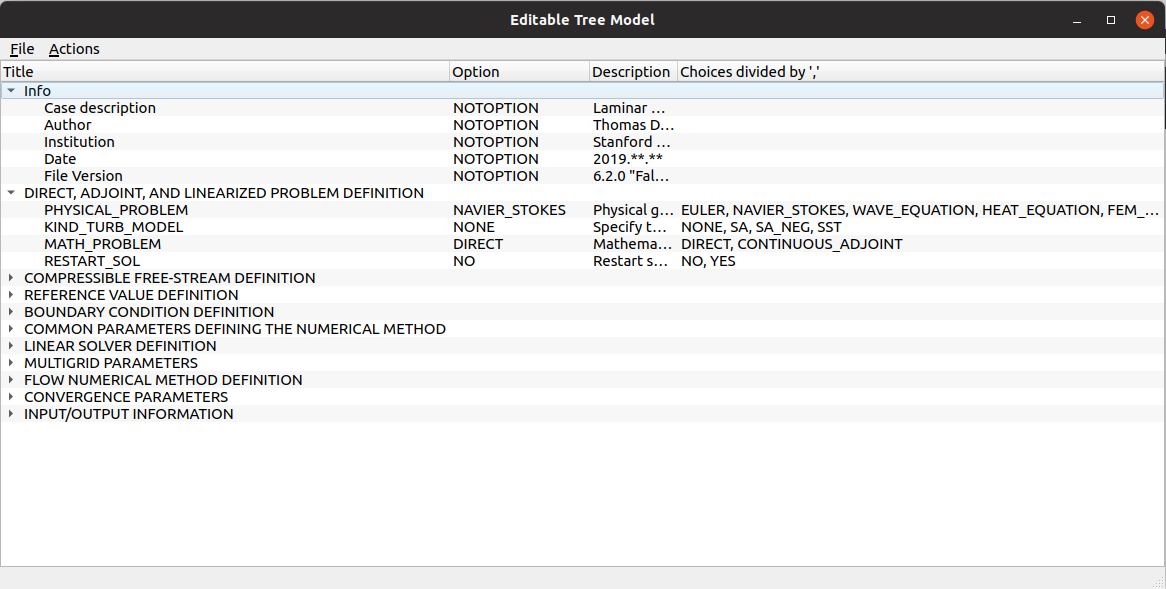 Editable Tree Model
File Actions
Title Option Description Choices divided by ','
Info
Case description NOTOPTION Laminar ...
Author NOTOPTION Thomas D...
Institution NOTOPTION Stanford ...
Date NOTOPTION 2019.**.**
File Version NOTOPTION 6.2.0 "Fal...
DIRECT, ADJOINT, AND LINEARIZED PROBLEM DEFINITION
PHYSICAL_PROBLEM NAVIER_STOKES Physical g... EULER, NAVIER_STOKES, WAVE_EQUATION, HEAT_EQUATION, FEM_...
KIND_TURB_MODEL NONE Specify t... NONE, SA, SA_NEG, SST
MATH_PROBLEM DIRECT Mathema... DIRECT, CONTINUOUS_ADJOINT
RESTART_SOL NO Restart s... NO, YES
COMPRESSIBLE FREE-STREAM DEFINITION
REFERENCE VALUE DEFINITION
BOUNDARY CONDITION DEFINITION
COMMON PARAMETERS DEFINING THE NUMERICAL METHOD
LINEAR SOLVER DEFINITION
MULTIGRID PARAMETERS
FLOW NUMERICAL METHOD DEFINITION
CONVERGENCE PARAMETERS
INPUT/OUTPUT INFORMATION